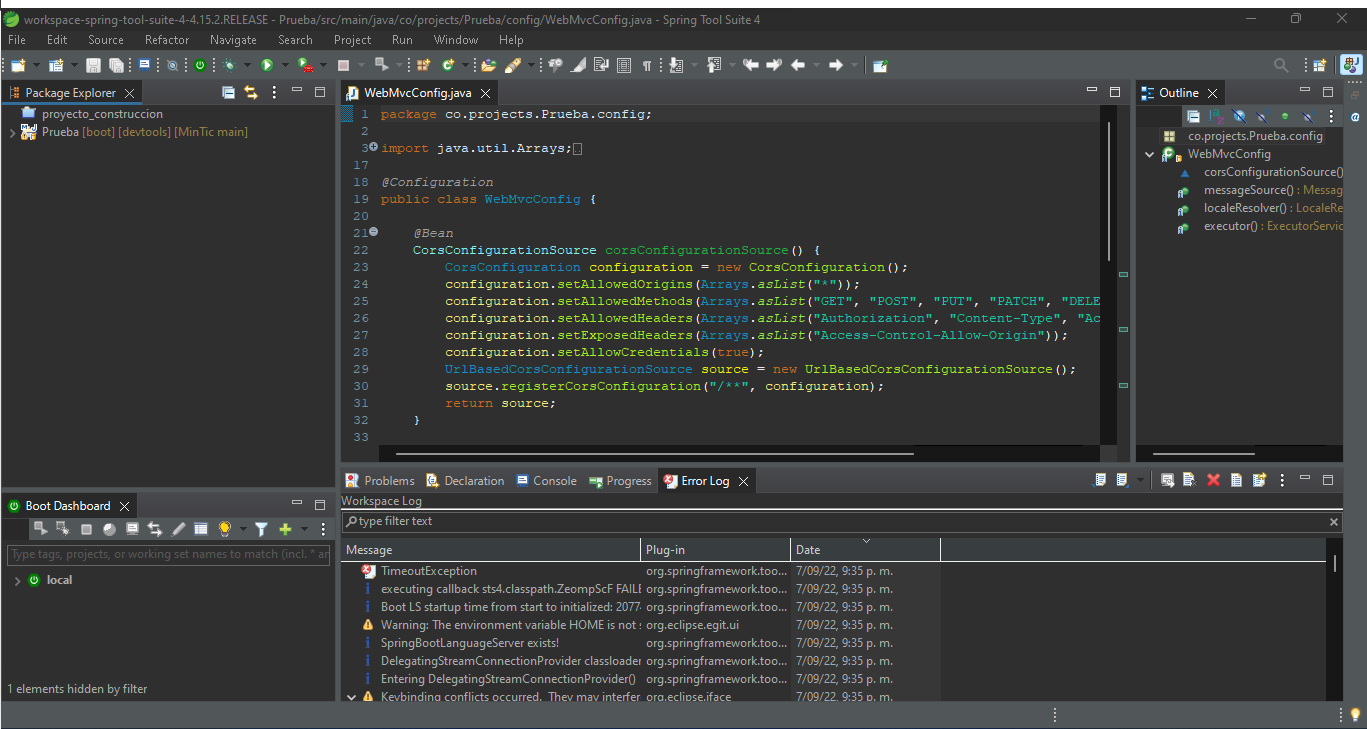 workspace-spring-tool-suite-4-4.15.2.RELEASE - Prueba/src/main/java/co/projects/Prueba/config/WebMvcConfig.java - Spring Tool Suite 4
File Edit Source Refactor Navigate Search Project Run Window Help
Package Explorer
proyecto_construccion
Prueba [boot] [devtools] [MinTic main]
WebMvcConfig.java
1 package co.projects.Prueba.config;
2
3 import java.util.Arrays;
17
18 @Configuration
19 public class WebMvcConfig {
20
21 @Bean
22 CorsConfigurationSource corsConfigurationSource() {
23 CorsConfiguration configuration = new CorsConfiguration();
24 configuration.setAllowedOrigins(Arrays.asList("*"));
25 configuration.setAllowedMethods(Arrays.asList("GET", "POST", "PUT", "PATCH", "DELE
26 configuration.setAllowedHeaders(Arrays.asList("Authorization", "Content-Type", "Ac
27 configuration.setExposedHeaders(Arrays.asList("Access-Control-Allow-Origin"));
28 configuration.setAllowCredentials(true);
29 UrlBasedCorsConfigurationSource source = new UrlBasedCorsConfigurationSource();
30 source.registerCorsConfiguration("/**", configuration);
31 return source;
32 }
33
Outline
co.projects.Prueba.config
WebMvcConfig
corsConfigurationSource()
messageSource() : Messag
localeResolver() : LocaleRe
executor() : ExecutorServic
Boot Dashboard
Type tags, projects, or working set names to match (incl. * an
local
1 elements hidden by filter
Problems Declaration Console Progress Error Log
Workspace Log
type filter text
Message Plug-in Date
TimeoutException org.springframework.too... 7/09/22, 9:35 p. m.
executing callback sts4.classpath.ZeompScF FAILE org.springframework.too... 7/09/22, 9:35 p. m.
Boot LS startup time from start to initialized: 2077 org.springframework.too... 7/09/22, 9:35 p. m.
Warning: The environment variable HOME is not org.eclipse.egit.ui 7/09/22, 9:35 p. m.
SpringBootLanguageServer exists! org.springframework.too... 7/09/22, 9:35 p. m.
DelegatingStreamConnectionProvider classloader org.springframework.too... 7/09/22, 9:35 p. m.
Entering DelegatingStreamConnectionProvider() org.springframework.too... 7/09/22, 9:35 p. m.
Keybinding conflicts occurred. They may interfer org.eclipse.jface 7/09/22, 9:35 p. m.